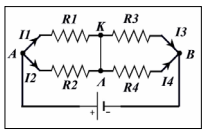 I1 R1 K R3 I3
A B
I2 R2 Λ R4 I4
+ -